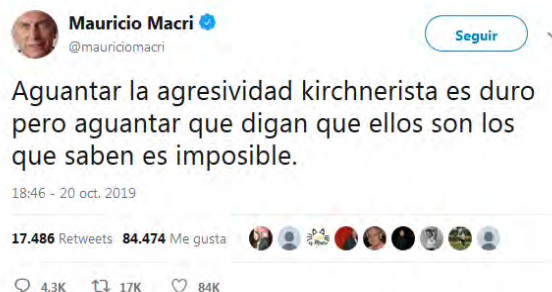 Mauricio Macri
@mauriciomacri
Seguir
Aguantar la agresividad kirchnerista es duro
pero aguantar que digan que ellos son los
que saben es imposible.
18:46 - 20 oct. 2019
17.486 Retweets 84.474 Me gusta
4,3K 17K 84K